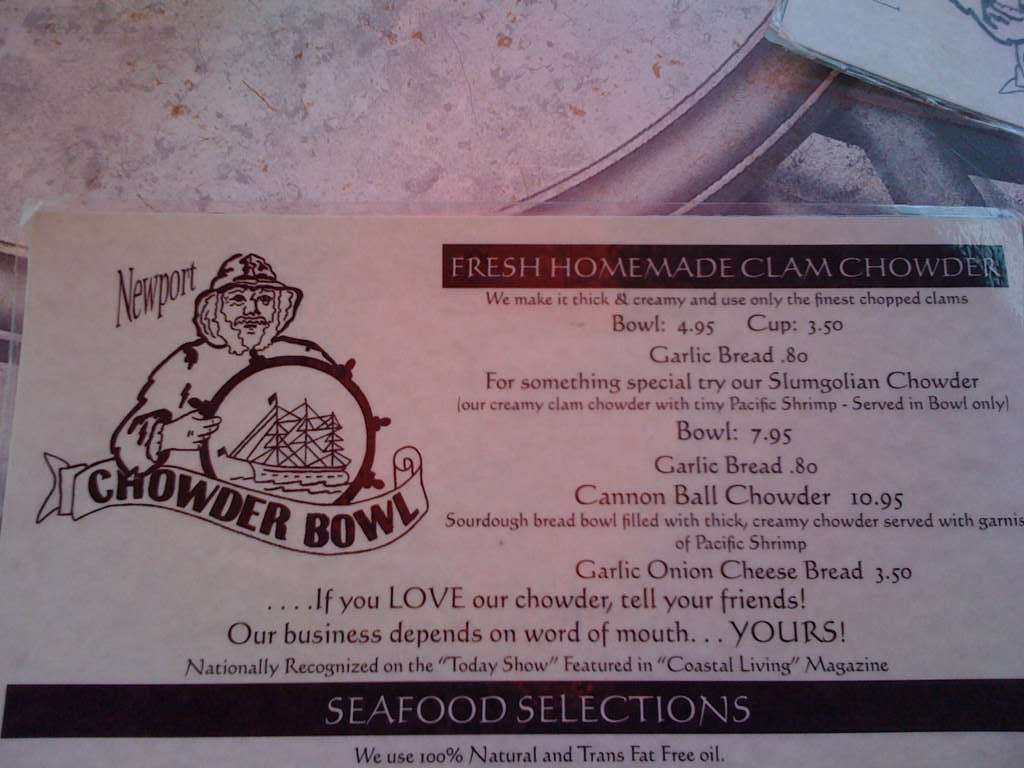 Newport
CHOWDER BOWL
FRESH HOMEMADE CLAM CHOWDER
We make it thick & creamy and use only the finest chopped clams
Bowl: 4.95 Cup: 3.50
Garlic Bread .80
For something special try our Slumgolian Chowder
(our creamy clam chowder with tiny Pacific Shrimp - Served in Bowl only)
Bowl: 7.95
Garlic Bread .80
Cannon Ball Chowder 10.95
Sourdough bread bowl filled with thick, creamy chowder served with garnis
of Pacific Shrimp
Garlic Onion Cheese Bread 3.50
. . . .If you LOVE our chowder, tell your friends!
Our business depends on word of mouth. . . YOURS!
Nationally Recognized on the "Today Show" Featured in "Coastal Living" Magazine
SEAFOOD SELECTIONS
We use 100% Natural and Trans Fat Free oil.